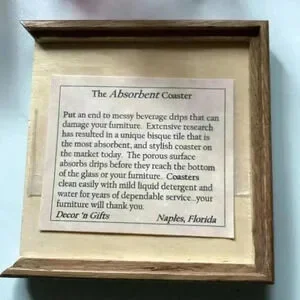 The Absorbent Coaster
Put an end to messy beverage drips that can
damage your furniture. Extensive research
has resulted in a unique bisque tile that is
the most absorbent, and stylish coaster on
the market today. The porous surface
absorbs drips before they reach the bottom
of the glass or your furniture. Coasters
clean easily with mild liquid detergent and
water for years of dependable service...your
furniture will thank you.
Decor 'n Gifts Naples, Florida